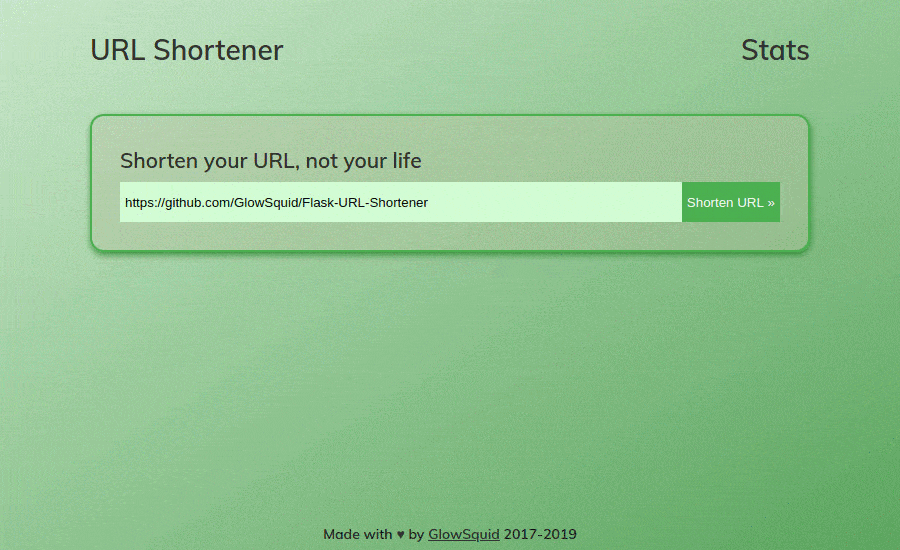 URL Shortener Stats
Shorten your URL, not your life
https://github.com/GlowSquid/Flask-URL-Shortener Shorten URL »
Made with ♥ by GlowSquid 2017-2019